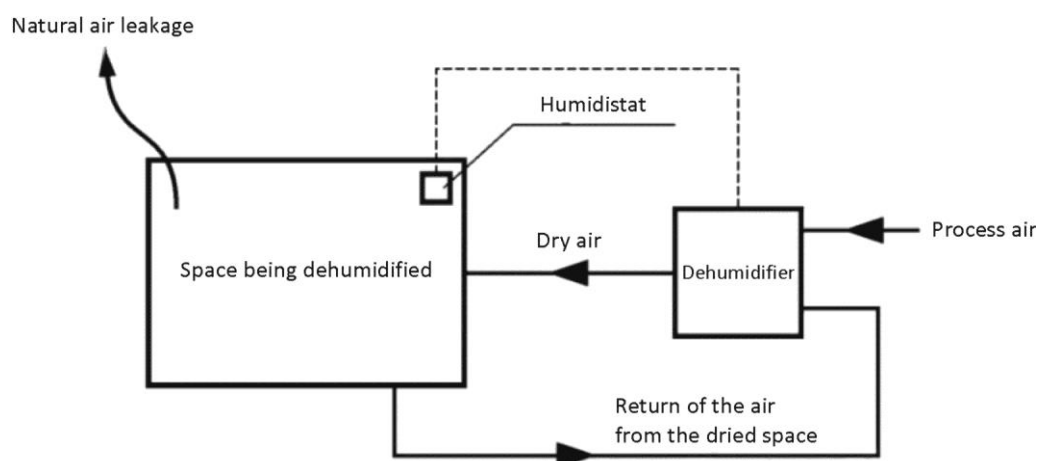 Natural air leakage
Humidistat
Process air
Dry air
Space being dehumidified
Dehumidifier
Return of the air
from the dried space